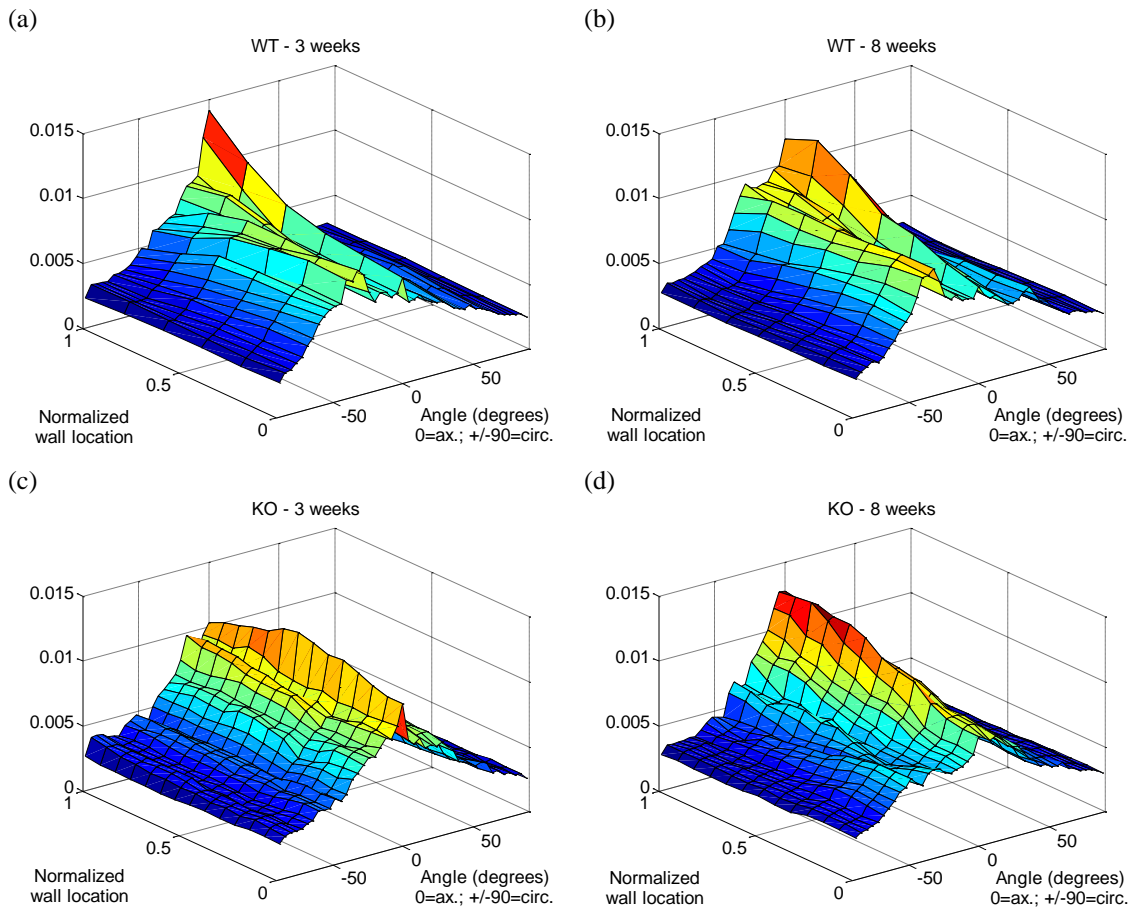 (a)
WT - 3 weeks
0.015
0.01
0.005
0
1
0.5
0
-50
0
50
Normalized
wall location
Angle (degrees)
0=ax.; +/-90=circ.
(b)
WT - 8 weeks
0.015
0.01
0.005
0
1
0.5
0
-50
0
50
Normalized
wall location
Angle (degrees)
0=ax.; +/-90=circ.
(c)
KO - 3 weeks
0.015
0.01
0.005
0
1
0.5
0
-50
0
50
Normalized
wall location
Angle (degrees)
0=ax.; +/-90=circ.
(d)
KO - 8 weeks
0.015
0.01
0.005
0
1
0.5
0
-50
0
50
Normalized
wall location
Angle (degrees)
0=ax.; +/-90=circ.